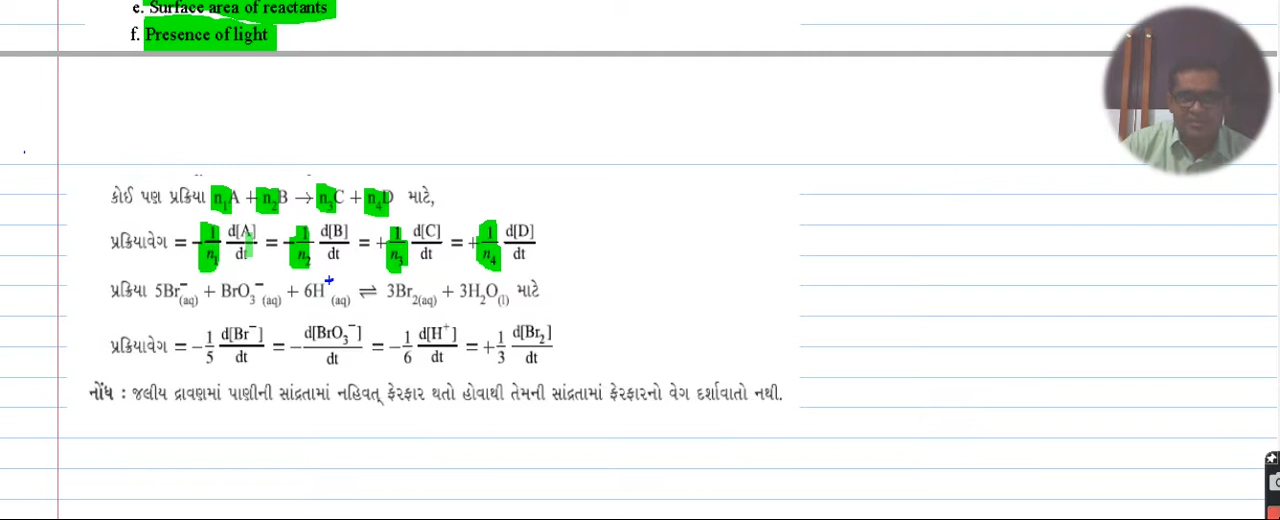 e. Surface area of reactants
f. Presence of light
કોઈ પણ પ્રક્રિયા n₁A + n₂B → n₃C + n₄D માટે,
પ્રક્રિયાવેગ = −1/n₁ d[A]/dt = −1/n₂ d[B]/dt = +1/n₃ d[C]/dt = +1/n₄ d[D]/dt
પ્રક્રિયા 5Br⁻(aq) + BrO₃⁻(aq) + 6H⁺(aq) ⇌ 3Br₂(aq) + 3H₂O(l) માટે
પ્રક્રિયાવેગ = −1/5 d[Br⁻]/dt = −d[BrO₃⁻]/dt = −1/6 d[H⁺]/dt = +1/3 d[Br₂]/dt
નોંધ : જલીય દ્રાવણમાં પાણીની સાંદ્રતામાં નહિવત્ ફેરફાર થતો હોવાથી તેમની સાંદ્રતામાં ફેરફારનો વેગ દર્શાવાતો નથી.